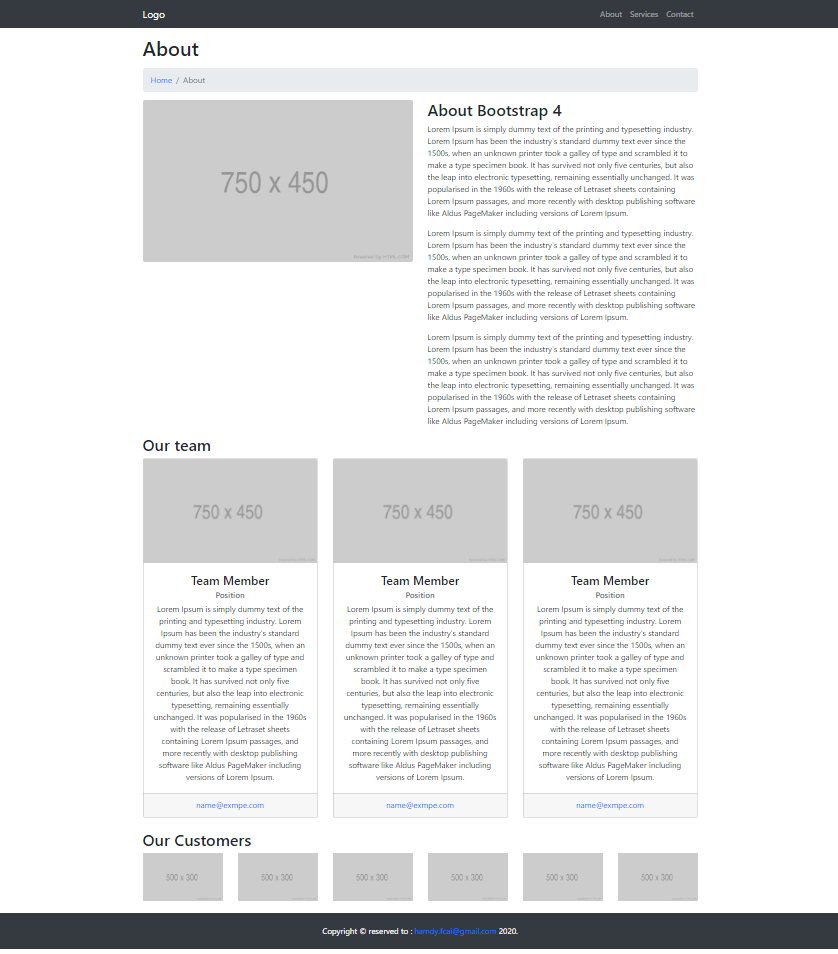 Logo
About Services Contact
About
Home / About
750 x 450
Powered by HTML.COM
About Bootstrap 4
Lorem Ipsum is simply dummy text of the printing and typesetting industry.
Lorem Ipsum has been the industry's standard dummy text ever since the
1500s, when an unknown printer took a galley of type and scrambled it to
make a type specimen book. It has survived not only five centuries, but also
the leap into electronic typesetting, remaining essentially unchanged. It was
popularised in the 1960s with the release of Letraset sheets containing
Lorem Ipsum passages, and more recently with desktop publishing software
like Aldus PageMaker including versions of Lorem Ipsum.
Lorem Ipsum is simply dummy text of the printing and typesetting industry.
Lorem Ipsum has been the industry's standard dummy text ever since the
1500s, when an unknown printer took a galley of type and scrambled it to
make a type specimen book. It has survived not only five centuries, but also
the leap into electronic typesetting, remaining essentially unchanged. It was
popularised in the 1960s with the release of Letraset sheets containing
Lorem Ipsum passages, and more recently with desktop publishing software
like Aldus PageMaker including versions of Lorem Ipsum.
Lorem Ipsum is simply dummy text of the printing and typesetting industry.
Lorem Ipsum has been the industry's standard dummy text ever since the
1500s, when an unknown printer took a galley of type and scrambled it to
make a type specimen book. It has survived not only five centuries, but also
the leap into electronic typesetting, remaining essentially unchanged. It was
popularised in the 1960s with the release of Letraset sheets containing
Lorem Ipsum passages, and more recently with desktop publishing software
like Aldus PageMaker including versions of Lorem Ipsum.
Our team
750 x 450
Team Member
Position
Lorem Ipsum is simply dummy text of the
printing and typesetting industry. Lorem
Ipsum has been the industry's standard
dummy text ever since the 1500s, when an
unknown printer took a galley of type and
scrambled it to make a type specimen
book. It has survived not only five
centuries, but also the leap into electronic
typesetting, remaining essentially
unchanged. It was popularised in the 1960s
with the release of Letraset sheets
containing Lorem Ipsum passages, and
more recently with desktop publishing
software like Aldus PageMaker including
versions of Lorem Ipsum.
name@exmpe.com
750 x 450
Team Member
Position
Lorem Ipsum is simply dummy text of the
printing and typesetting industry. Lorem
Ipsum has been the industry's standard
dummy text ever since the 1500s, when an
unknown printer took a galley of type and
scrambled it to make a type specimen
book. It has survived not only five
centuries, but also the leap into electronic
typesetting, remaining essentially
unchanged. It was popularised in the 1960s
with the release of Letraset sheets
containing Lorem Ipsum passages, and
more recently with desktop publishing
software like Aldus PageMaker including
versions of Lorem Ipsum.
name@exmpe.com
750 x 450
Team Member
Position
Lorem Ipsum is simply dummy text of the
printing and typesetting industry. Lorem
Ipsum has been the industry's standard
dummy text ever since the 1500s, when an
unknown printer took a galley of type and
scrambled it to make a type specimen
book. It has survived not only five
centuries, but also the leap into electronic
typesetting, remaining essentially
unchanged. It was popularised in the 1960s
with the release of Letraset sheets
containing Lorem Ipsum passages, and
more recently with desktop publishing
software like Aldus PageMaker including
versions of Lorem Ipsum.
name@exmpe.com
Our Customers
500 x 300
500 x 300
500 x 300
500 x 300
500 x 300
500 x 300
Copyright © reserved to : hamdy.fcai@gmail.com 2020.